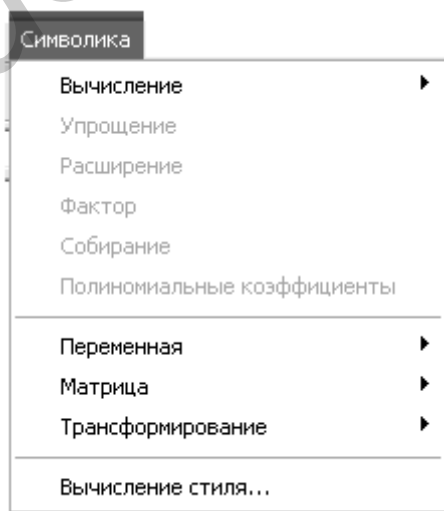 Символика
Вычисление
Упрощение
Расширение
Фактор
Собирание
Полиномиальные коэффициенты
Переменная
Матрица
Трансформирование
Вычисление стиля...